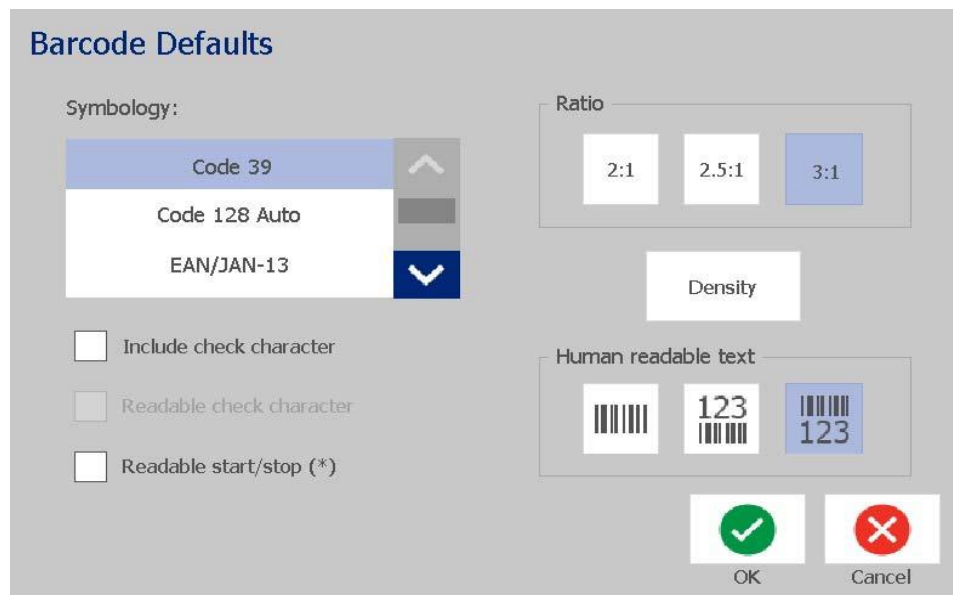 Barcode Defaults
Symbology:
Code 39
Code 128 Auto
EAN/JAN-13
Include check character
Readable check character
Readable start/stop (*)
Ratio
2:1
2.5:1
3:1
Density
Human readable text
123
123
OK
Cancel